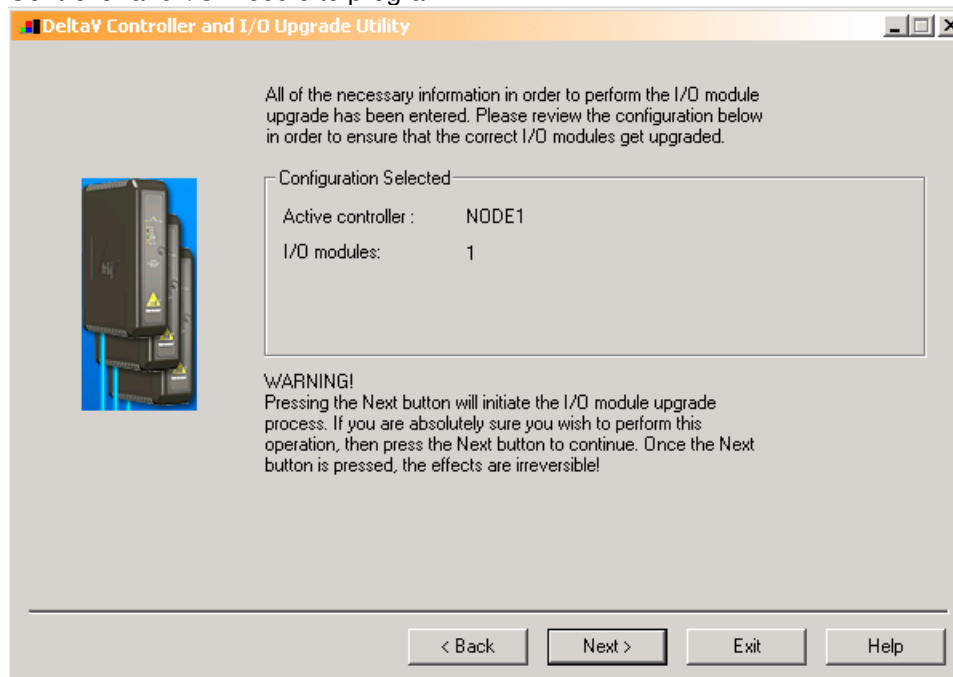 DeltaV Controller and I/O Upgrade Utility
All of the necessary information in order to perform the I/O module
upgrade has been entered. Please review the configuration below
in order to ensure that the correct I/O modules get upgraded.
Configuration Selected
Active controller : NODE1
I/O modules: 1
WARNING!
Pressing the Next button will initiate the I/O module upgrade
process. If you are absolutely sure you wish to perform this
operation, then press the Next button to continue. Once the Next
button is pressed, the effects are irreversible!
< Back Next > Exit Help